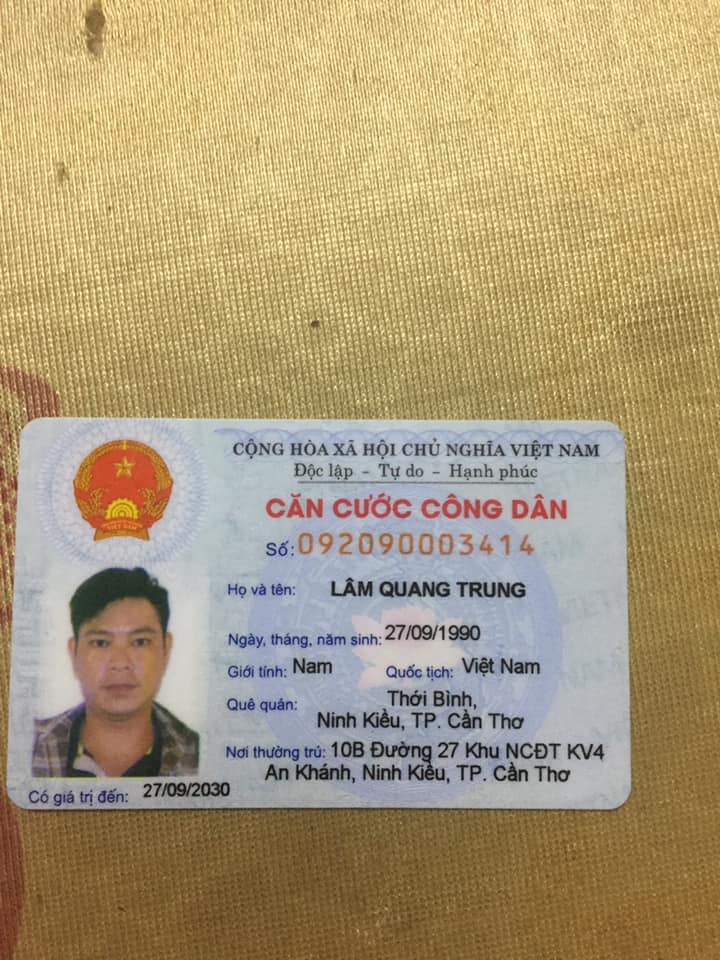 CỘNG HÒA XÃ HỘI CHỦ NGHĨA VIỆT NAM
Độc lập - Tự do - Hạnh phúc
CĂN CƯỚC CÔNG DÂN
Số: 092090003414
Họ và tên: LÂM QUANG TRUNG
Ngày, tháng, năm sinh: 27/09/1990
Giới tính: Nam Quốc tịch: Việt Nam
Quê quán: Thới Bình,
Ninh Kiều, TP. Cần Thơ
Nơi thường trú: 10B Đường 27 Khu NCĐT KV4
An Khánh, Ninh Kiều, TP. Cần Thơ
Có giá trị đến: 27/09/2030